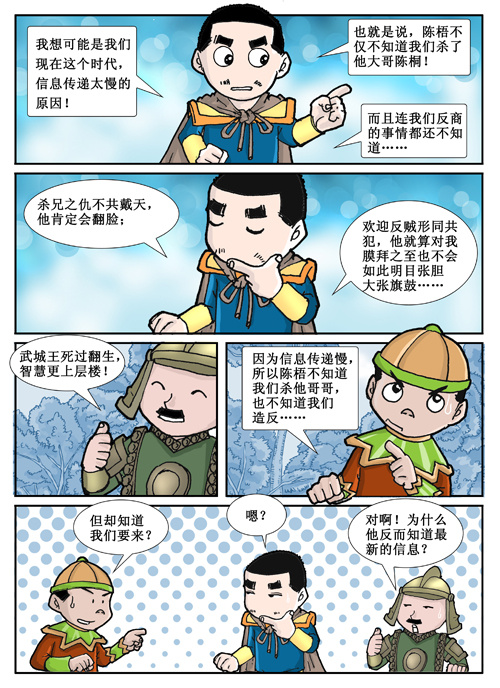 我想可能是我们
现在这个时代，
信息传递太慢的
原因！
也就是说，陈梧不
仅不知道我们杀了
他大哥陈桐！
而且连我们反商
的事情都还不知
道……
杀兄之仇不共戴天，
他肯定会翻脸；
欢迎反贼形同共
犯，他就算对我
膜拜之至也不会
如此明目张胆
大张旗鼓……
武城王死过翻生，
智慧更上层楼！
因为信息传递慢，
所以陈梧不知道
我们杀他哥哥，
也不知道我们
造反……
但却知道
我们要来？
嗯？
对啊！为什么
他反而知道最
新的信息？